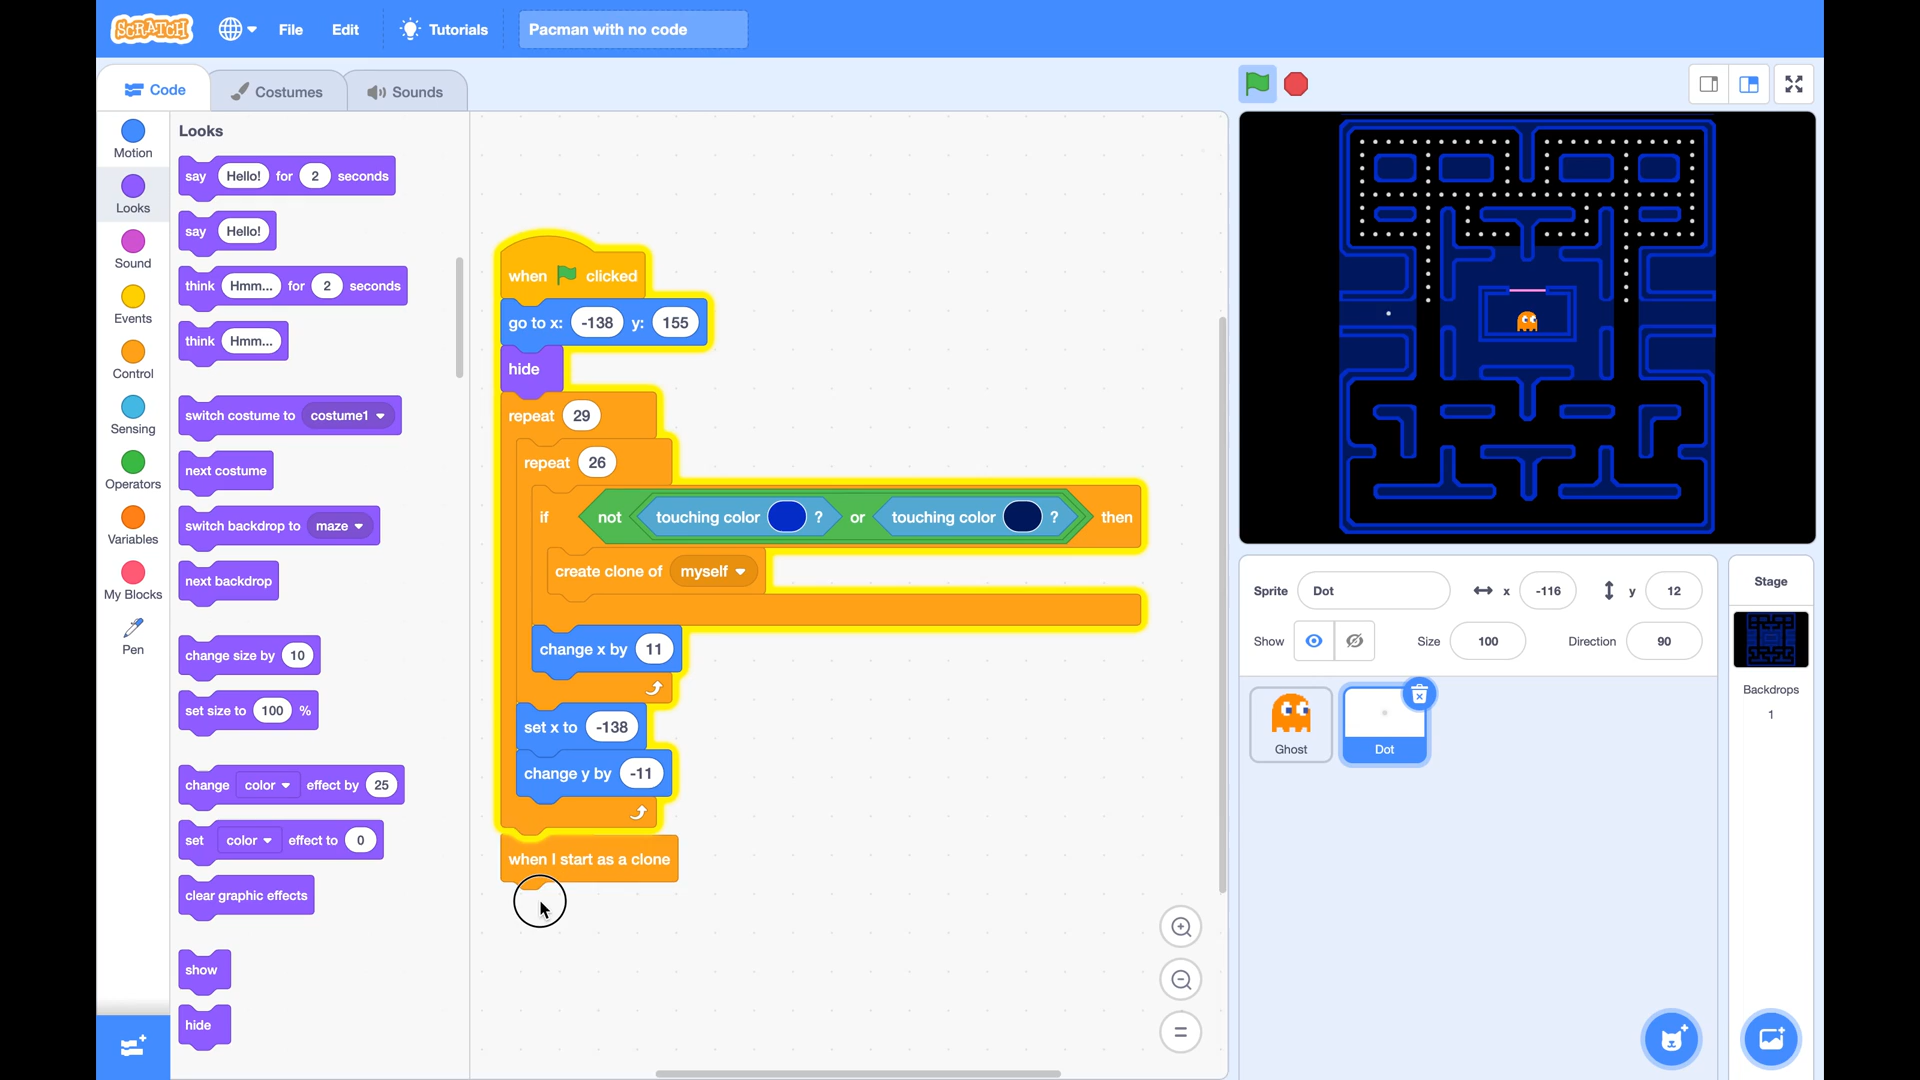 SCRATCH File Edit Tutorials Pacman with no code
Code Costumes Sounds
Motion
Looks
Sound
Events
Control
Sensing
Operators
Variables
My Blocks
Pen
Looks
say Hello! for 2 seconds
say Hello!
think Hmm... for 2 seconds
think Hmm...
switch costume to costume1
next costume
switch backdrop to maze
next backdrop
change size by 10
set size to 100 %
change color effect by 25
set color effect to 0
clear graphic effects
show
hide
when clicked
go to x: -138 y: 155
hide
repeat 29
repeat 26
if not touching color ? or touching color ? then
create clone of myself
change x by 11
set x to -138
change y by -11
when I start as a clone
Sprite Dot x -116 y 12
Show Size 100 Direction 90
Ghost
Dot
Stage
Backdrops
1